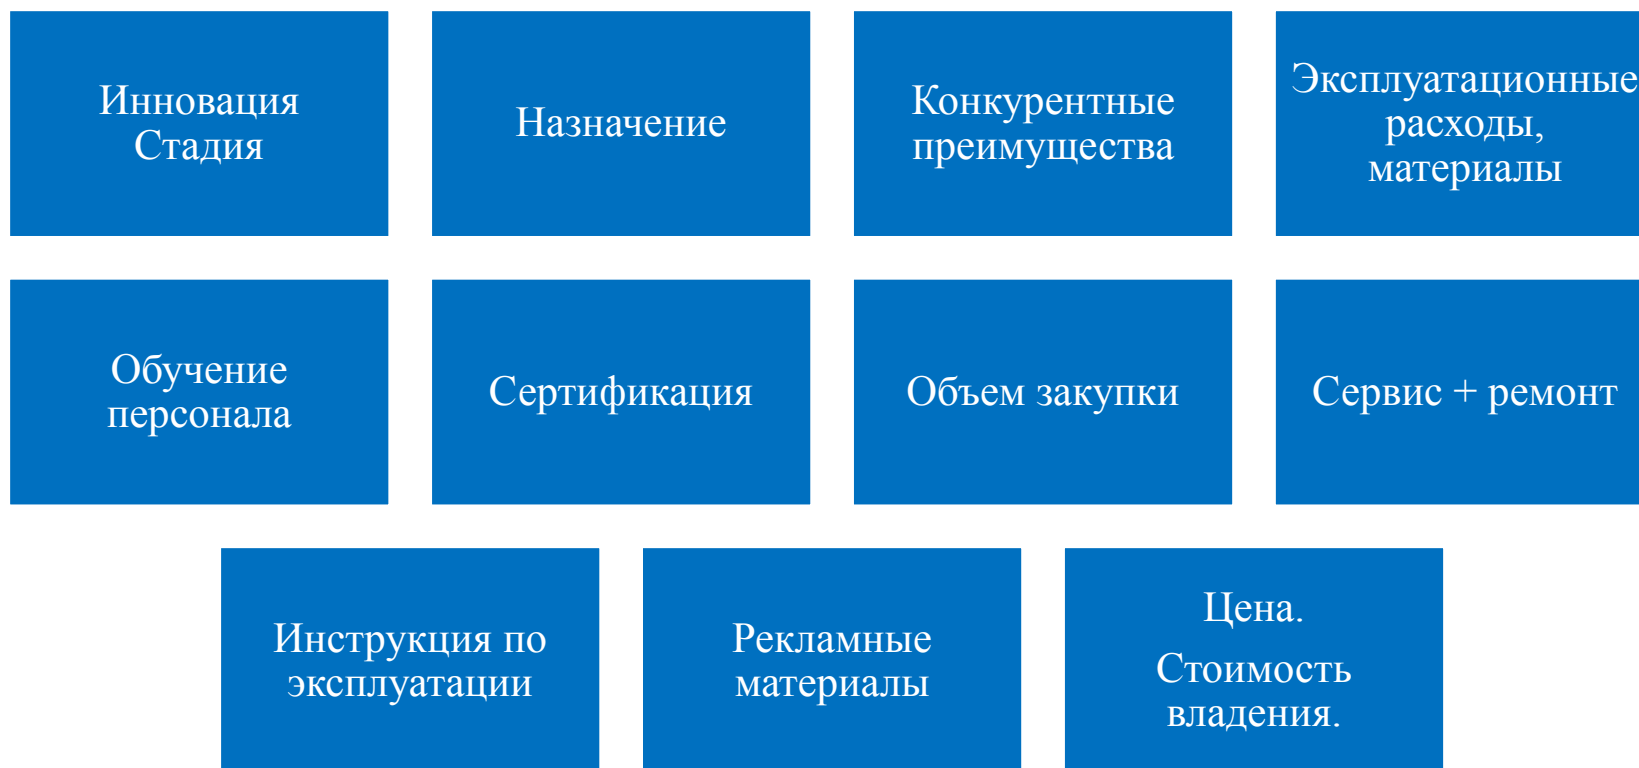 Инновация
Стадия
Назначение
Конкурентные
преимущества
Эксплуатационные
расходы,
материалы
Обучение
персонала
Сертификация
Объем закупки
Сервис + ремонт
Инструкция по
эксплуатации
Рекламные
материалы
Цена.
Стоимость
владения.